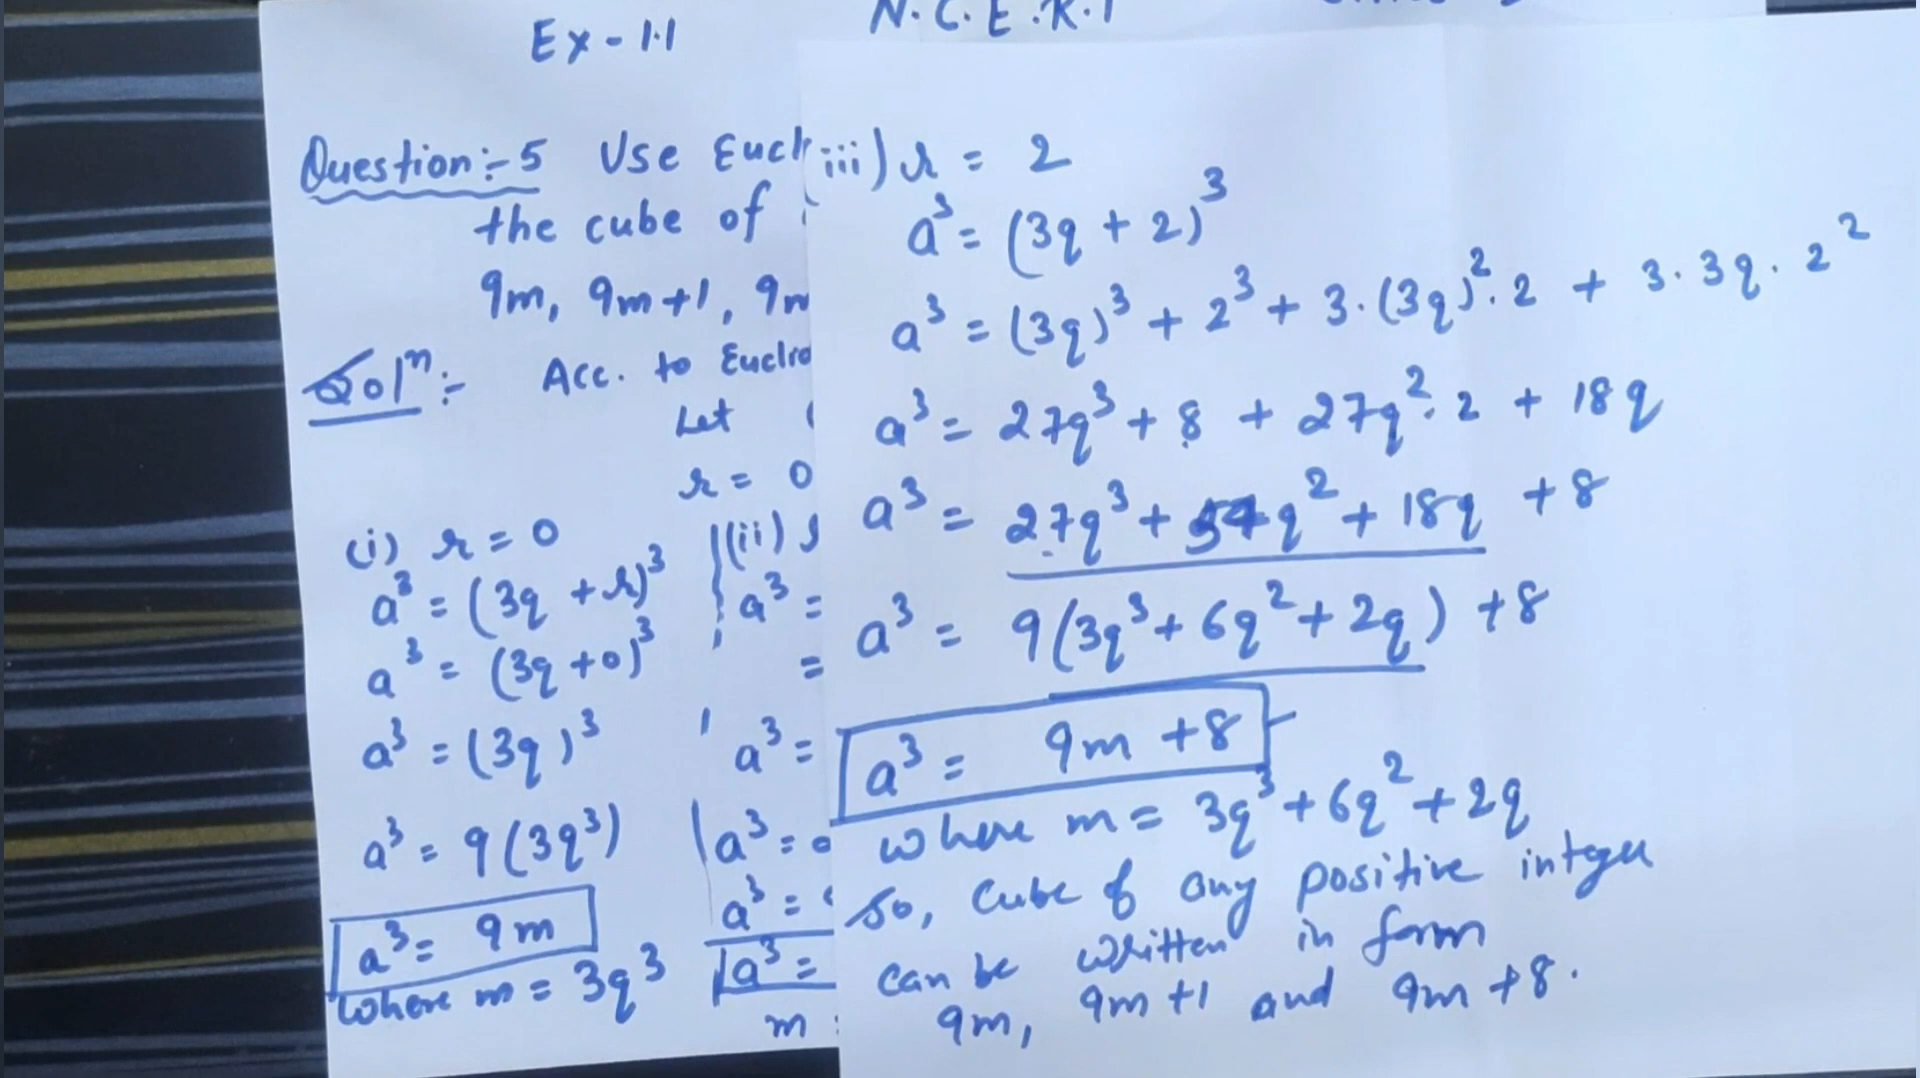 Ex-1.1
N.C.E.R.T
Question:-5 Use Eucl
the cube of
9m, 9m+1, 9m
Solⁿ:- Acc. to Euclid
Let
r = 0
(i) r = 0
a³ = (3q + r)³
a³ = (3q + 0)³
a³ = (3q)³
a³ = 9(3q³)
a³ = 9m
where m = 3q³
(ii)
a³ =
=
a³ =
a³ =
a³ =
a³ =
m
(iii) r = 2
a³ = (3q + 2)³
a³ = (3q)³ + 2³ + 3.(3q)².2 + 3.3q.2²
a³ = 27q³ + 8 + 27q².2 + 18q
a³ = 27q³ + 54q² + 18q + 8
a³ = 9(3q³ + 6q² + 2q) + 8
a³ = 9m + 8
where m = 3q³ + 6q² + 2q
So, cube of any positive integer
can be written in form
9m, 9m+1 and 9m+8.